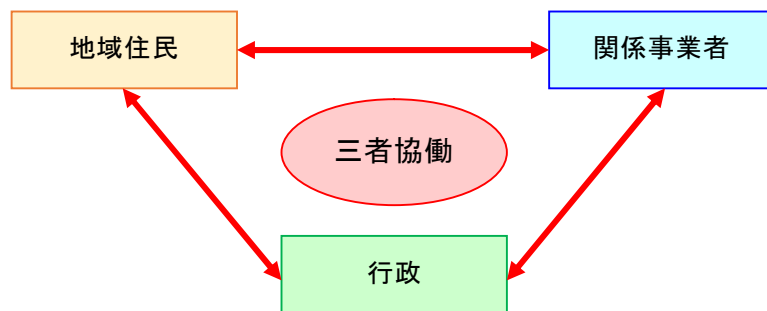 地域住民
関係事業者
三者協働
行政